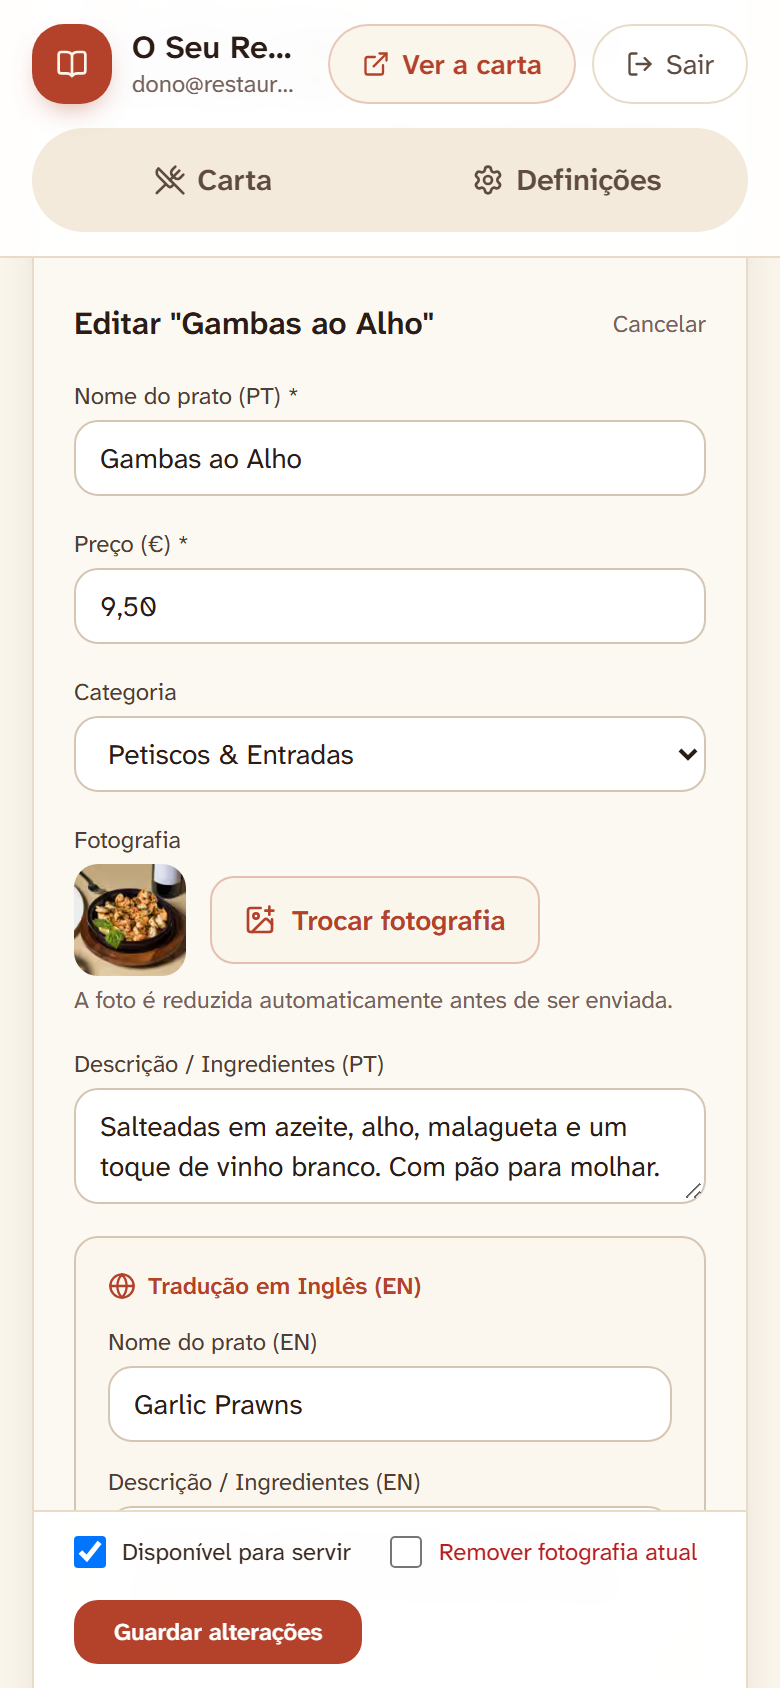 O Seu Re...
dono@restaur...
Ver a carta
Sair
Carta
Definições
Editar "Gambas ao Alho"
Cancelar
Nome do prato (PT) *
Gambas ao Alho
Preço (€) *
9,50
Categoria
Petiscos & Entradas
Fotografia
Trocar fotografia
A foto é reduzida automaticamente antes de ser enviada.
Descrição / Ingredientes (PT)
Salteadas em azeite, alho, malagueta e um
toque de vinho branco. Com pão para molhar.
Tradução em Inglês (EN)
Nome do prato (EN)
Garlic Prawns
Descrição / Ingredientes (EN)
Disponível para servir
Remover fotografia atual
Guardar alterações